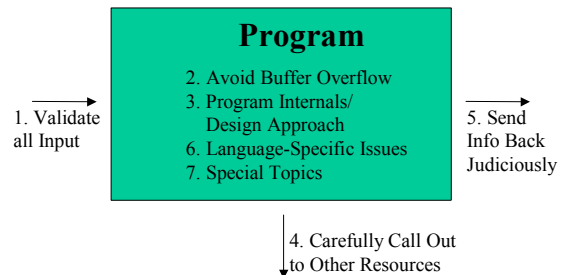 Program
2. Avoid Buffer Overflow
3. Program Internals/
Design Approach
6. Language-Specific Issues
7. Special Topics
1. Validate
all Input
5. Send
Info Back
Judiciously
4. Carefully Call Out
to Other Resources